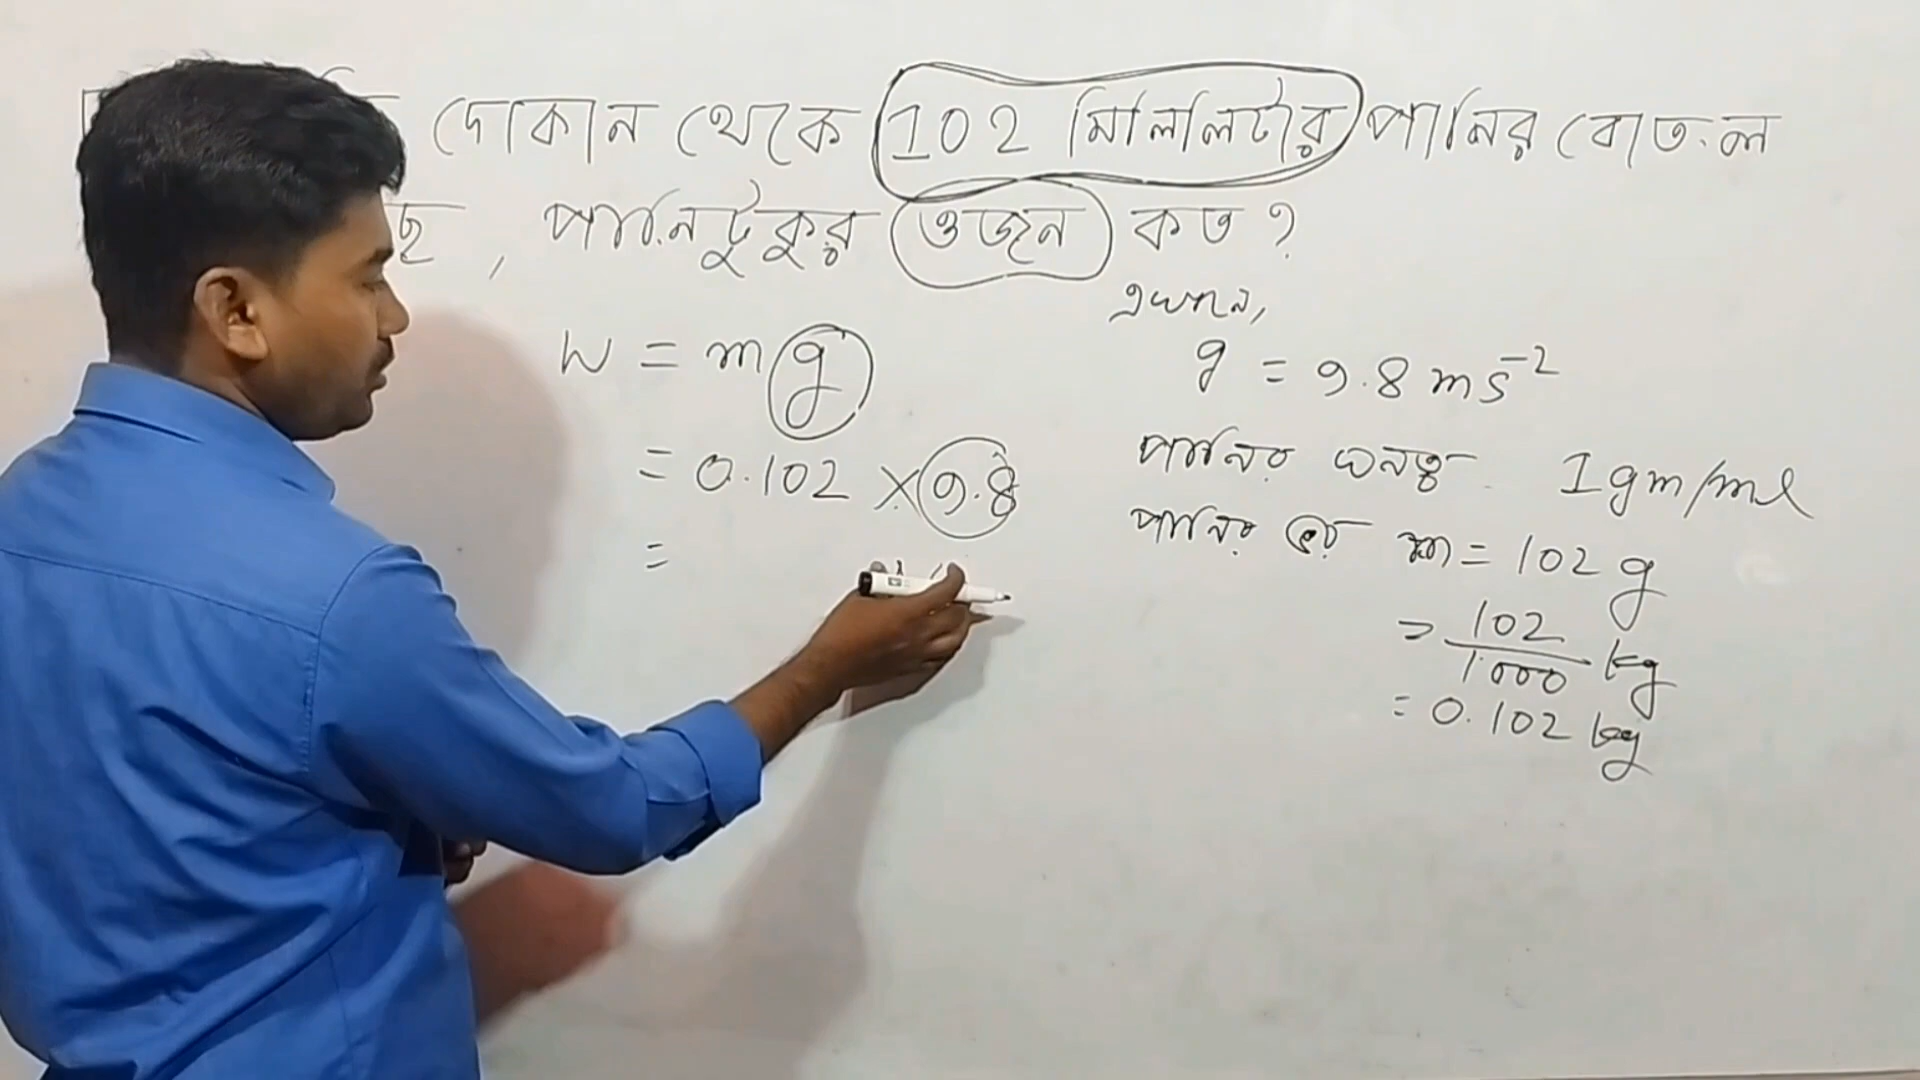 দোকান থেকে 102 মিলিলিটার পানির বোতল
ছে, পানিটুকুর ওজন কত?
W = mg
= 0.102 × 9.8
=
এখানে,
g = 9.8 ms⁻²
পানির ঘনত্ব 1gm/ml
পানির ভর m = 102 g
= 102/1000 kg
= 0.102 kg